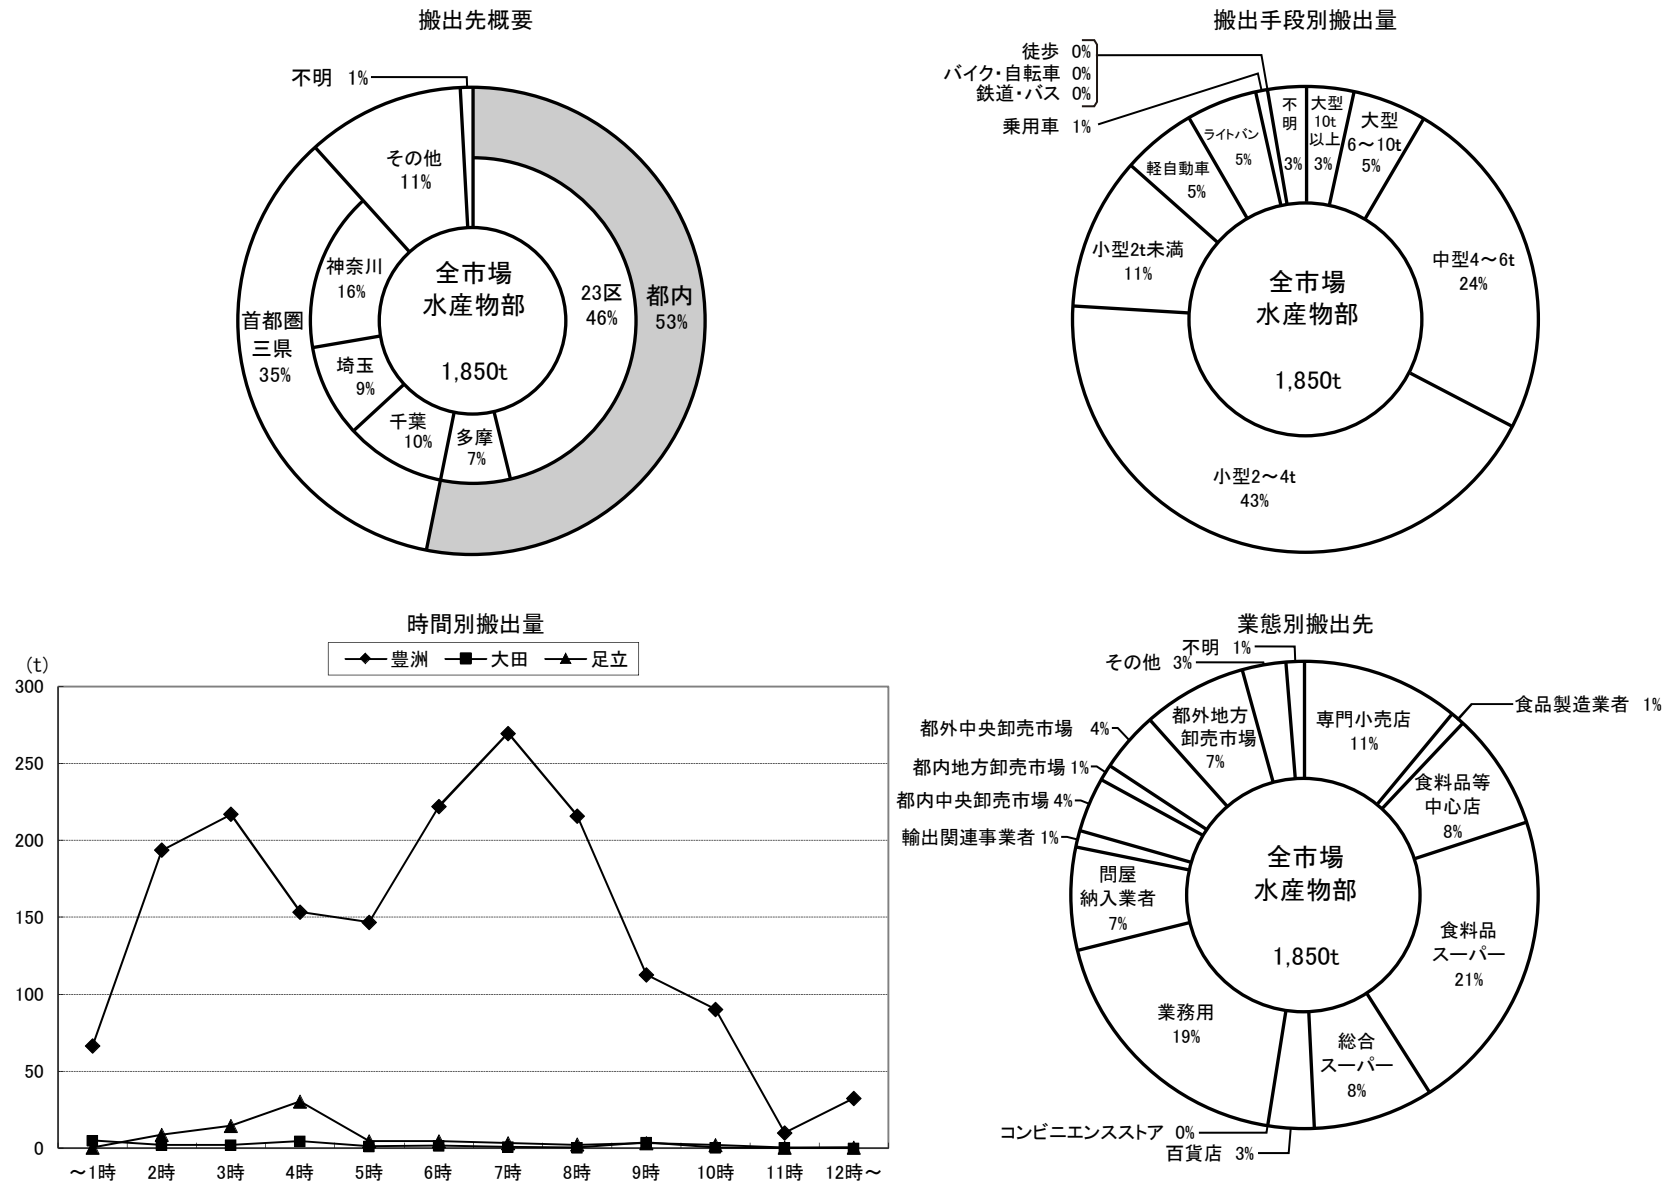 搬出先概要
不明 1%
その他
11%
神奈川
16%
全市場
水産物部
1,850t
23区
46%
都内
53%
首都圏
三県
35%
埼玉
9%
千葉
10%
多摩
7%
搬出手段別搬出量
徒歩 0%
バイク・自転車 0%
鉄道・バス 0%
乗用車 1%
不
明
3%
大型
10t
以上
3%
大型
6～10t
5%
ライトバン
5%
軽自動車
5%
小型2t未満
11%
中型4～6t
24%
全市場
水産物部
1,850t
小型2～4t
43%
時間別搬出量
豊洲 大田 足立
(t)
300
250
200
150
100
50
0
～1時 2時 3時 4時 5時 6時 7時 8時 9時 10時 11時 12時～
業態別搬出先
不明 1%
その他 3%
専門小売店
11%
食品製造業者 1%
都外中央卸売市場 4%
都外地方
卸売市場
7%
都内地方卸売市場 1%
都内中央卸売市場 4%
輸出関連事業者 1%
食料品等
中心店
8%
全市場
水産物部
1,850t
問屋
納入業者
7%
食料品
スーパー
21%
業務用
19%
総合
スーパー
8%
コンビニエンスストア 0%
百貨店 3%